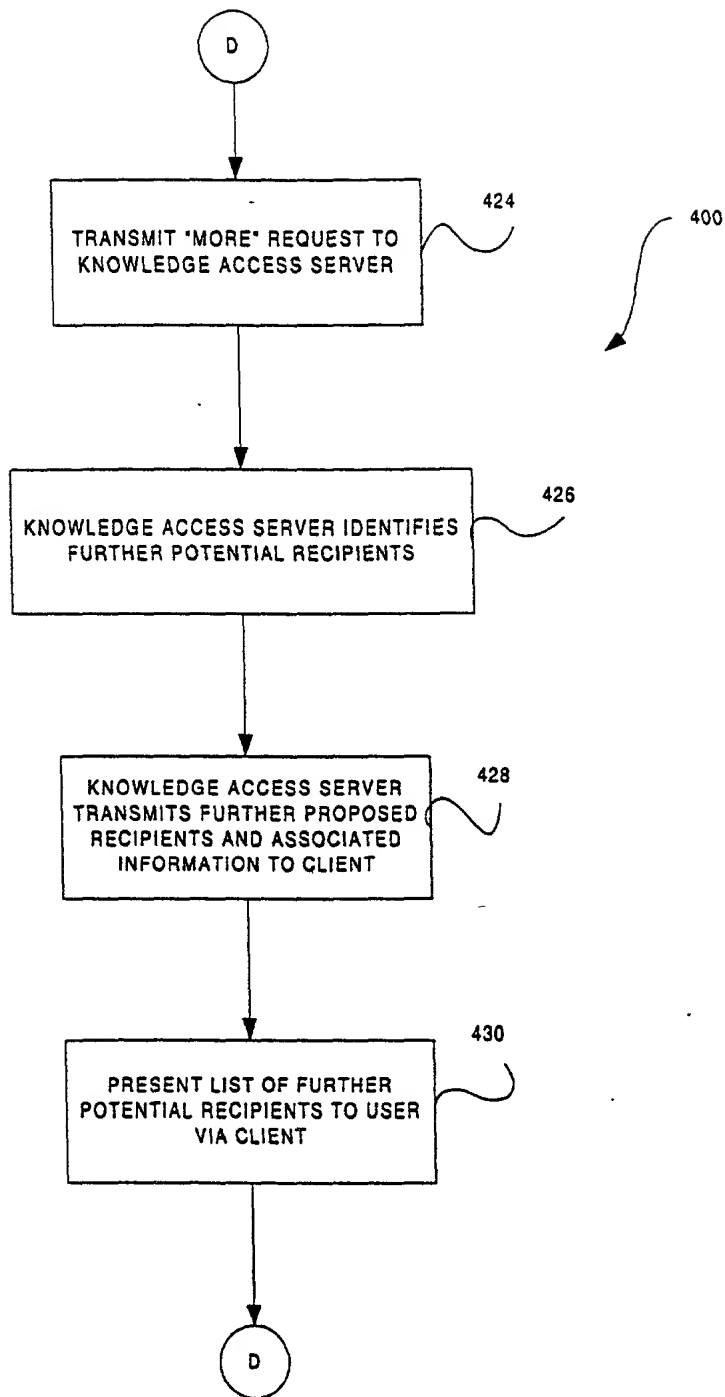 D
TRANSMIT "MORE" REQUEST TO
KNOWLEDGE ACCESS SERVER
424
400
KNOWLEDGE ACCESS SERVER IDENTIFIES
FURTHER POTENTIAL RECIPIENTS
426
KNOWLEDGE ACCESS SERVER
TRANSMITS FURTHER PROPOSED
RECIPIENTS AND ASSOCIATED
INFORMATION TO CLIENT
428
PRESENT LIST OF FURTHER
POTENTIAL RECIPIENTS TO USER
VIA CLIENT
430
D